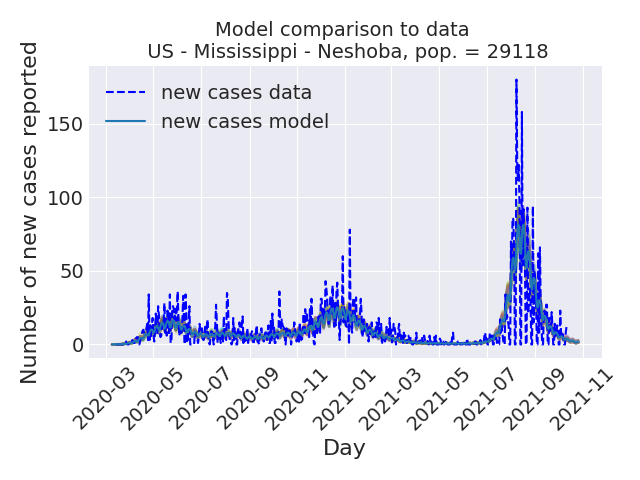 Model comparison to data
US - Mississippi - Neshoba, pop. = 29118
Number of new cases reported
new cases data
new cases model
150
100
50
0
2020-03
2020-05
2020-07
2020-09
2020-11
2021-01
2021-03
2021-05
2021-07
2021-09
2021-11
Day